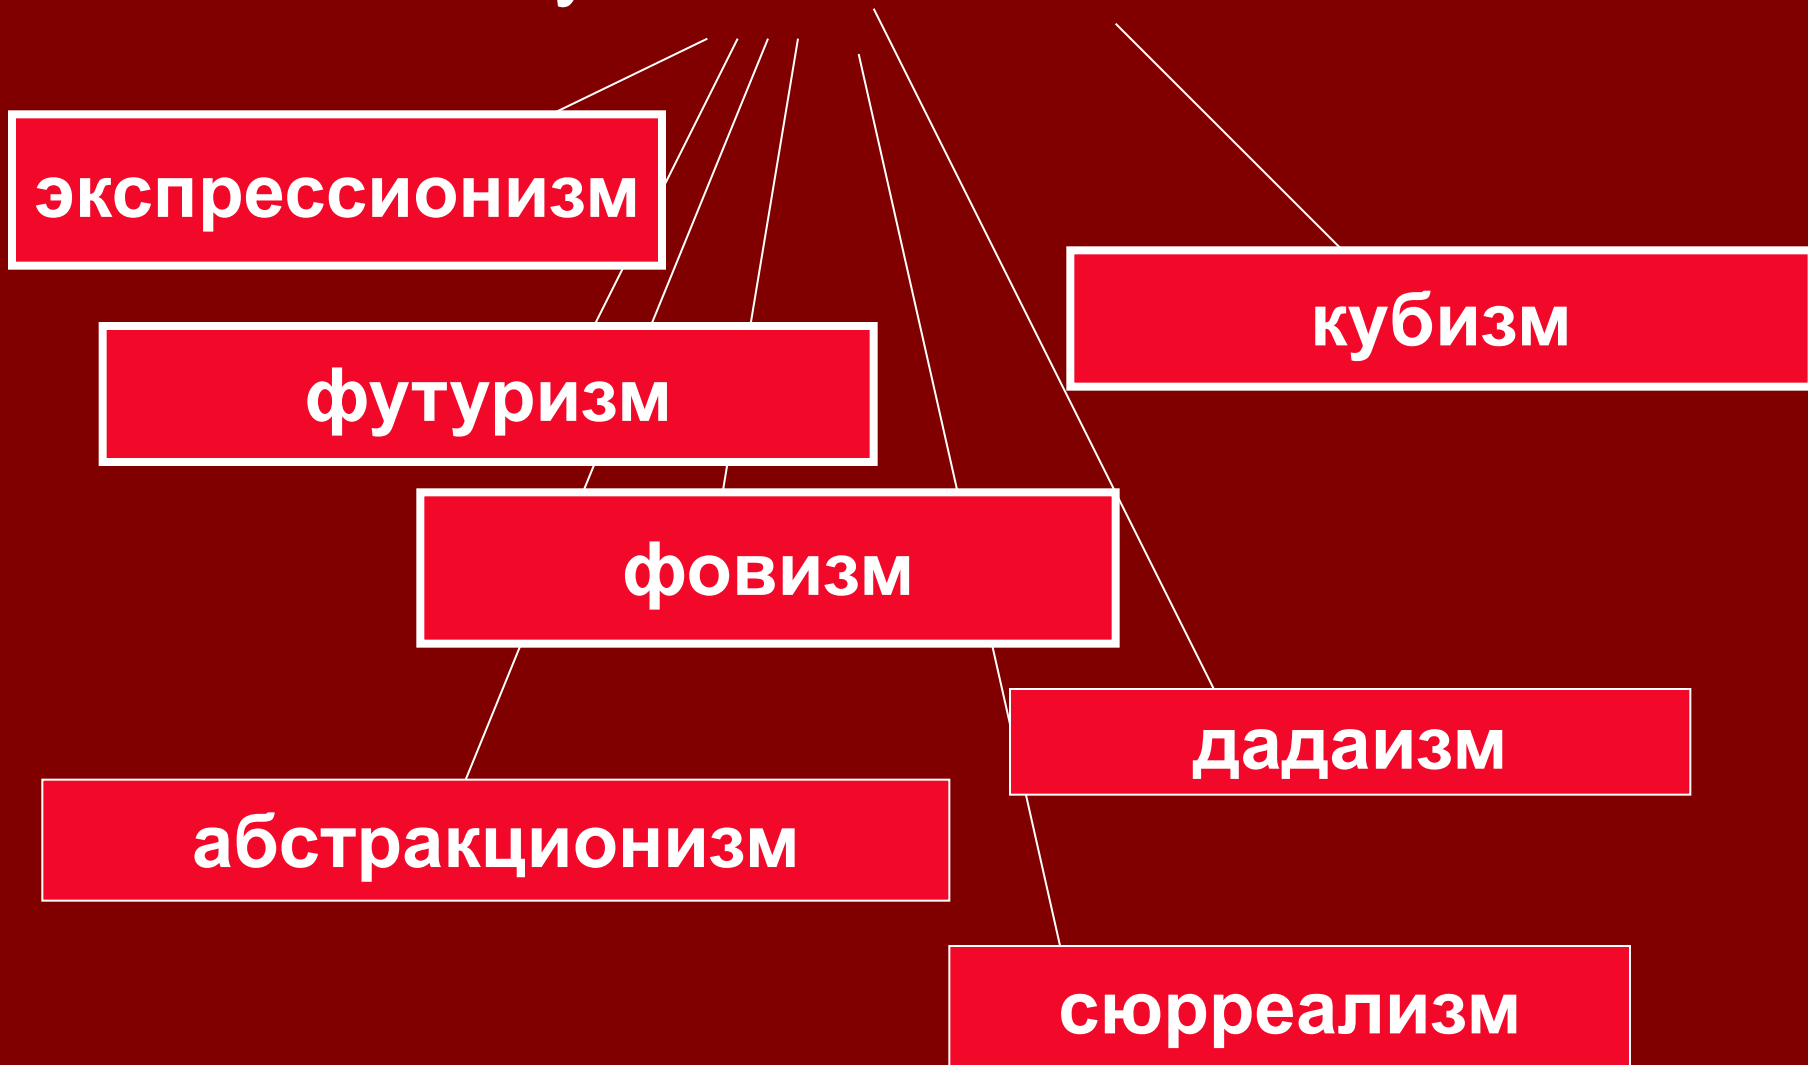 экспрессионизм
кубизм
футуризм
фовизм
дадаизм
абстракционизм
сюрреализм